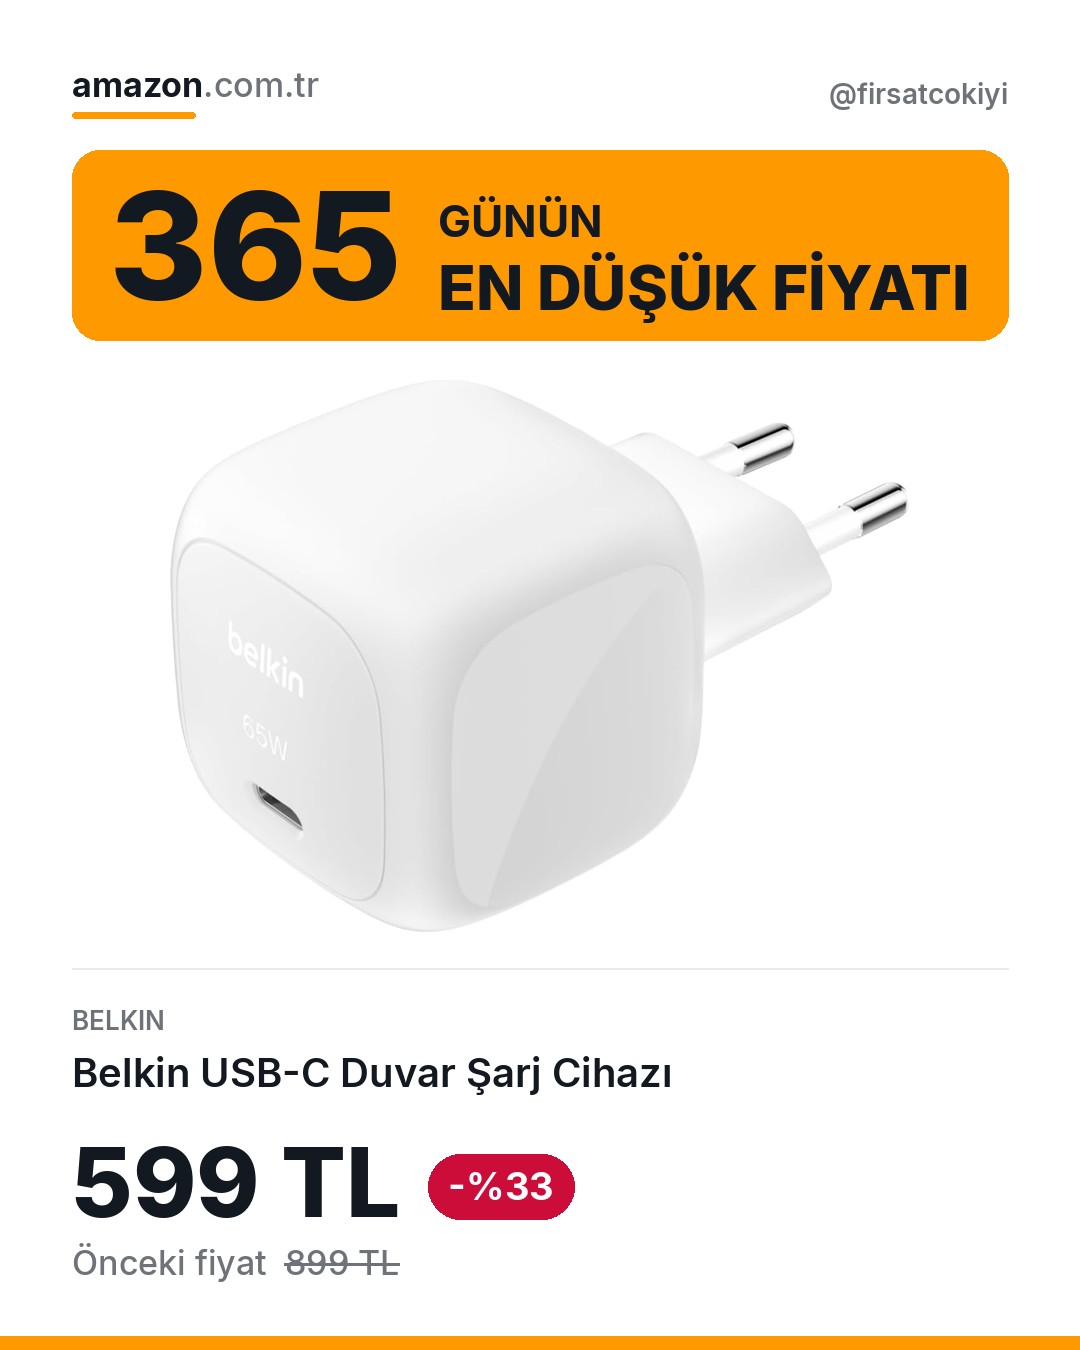 amazon.com.tr
@firsatcokiyi
365 GÜNÜN
EN DÜŞÜK FİYATI
belkin
65W
BELKIN
Belkin USB-C Duvar Şarj Cihazı
599 TL -%33
Önceki fiyat 899 TL